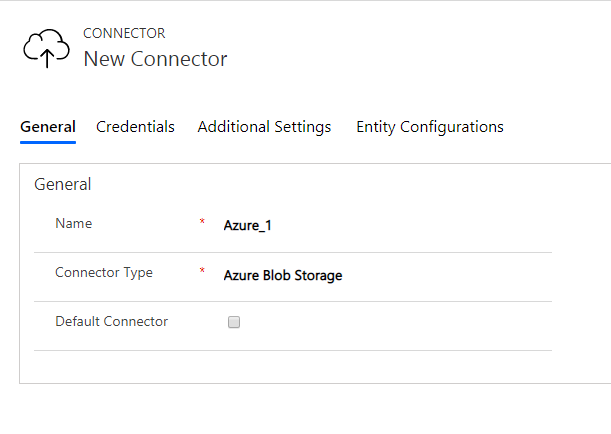 CONNECTOR
New Connector
General Credentials Additional Settings Entity Configurations
General
Name * Azure_1
Connector Type * Azure Blob Storage
Default Connector